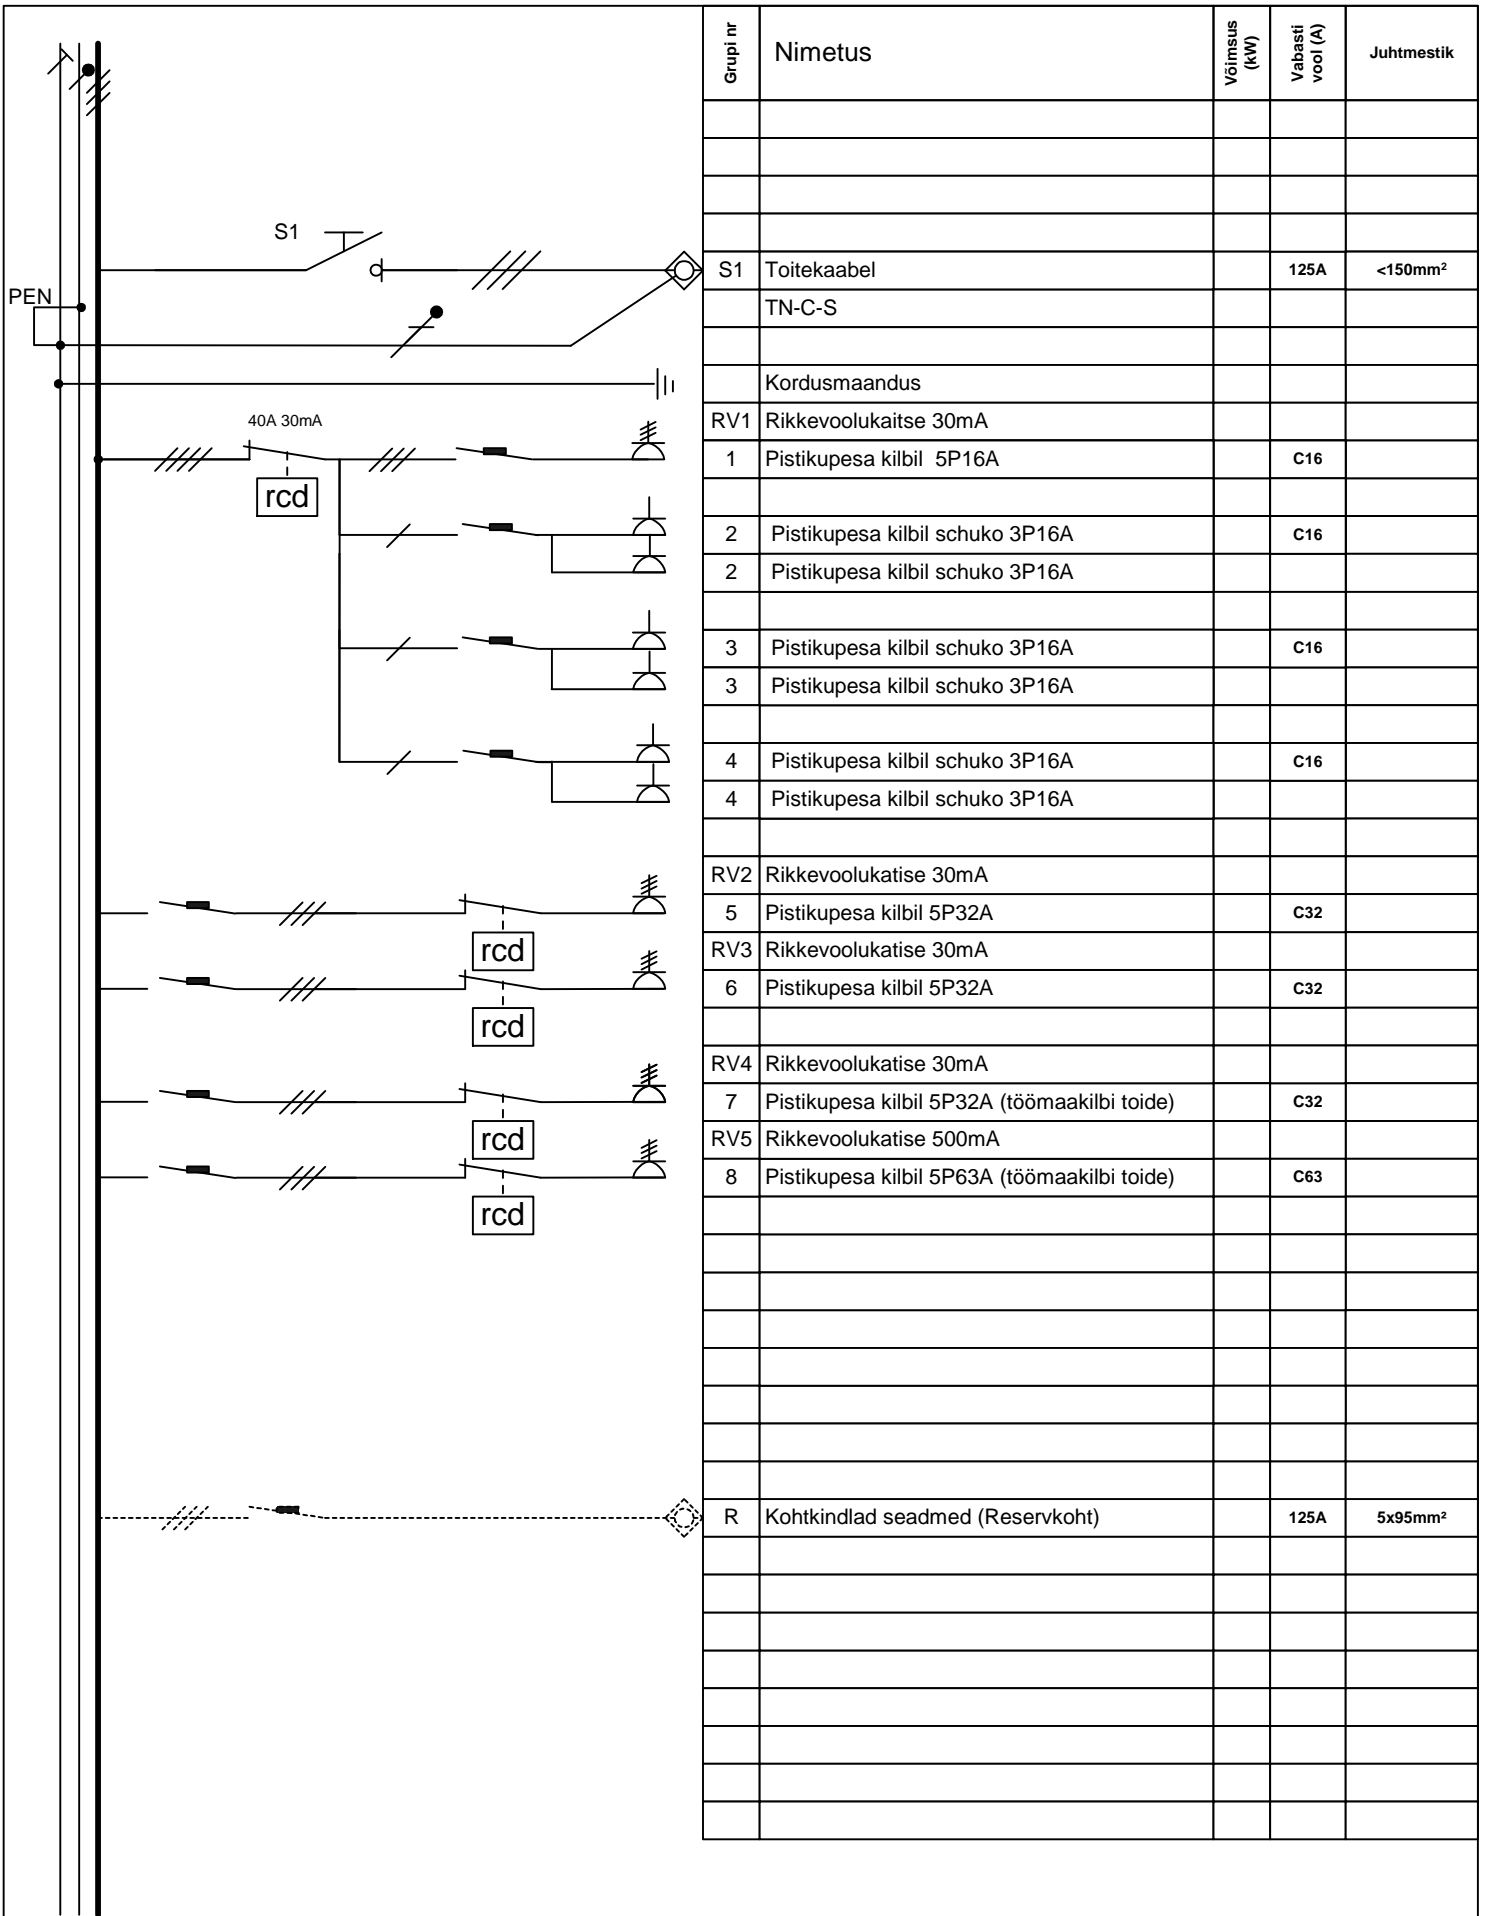 Grupi nr Nimetus Võimsus (kW) Vabasti vool (A) Juhtmestik
S1
S1 Toitekaabel 125A <150mm²
PEN
TN-C-S
Kordusmaandus
40A 30mA
RV1 Rikkevoolukaitse 30mA
1 Pistikupesa kilbil 5P16A C16
rcd
2 Pistikupesa kilbil schuko 3P16A C16
2 Pistikupesa kilbil schuko 3P16A
3 Pistikupesa kilbil schuko 3P16A C16
3 Pistikupesa kilbil schuko 3P16A
4 Pistikupesa kilbil schuko 3P16A C16
4 Pistikupesa kilbil schuko 3P16A
RV2 Rikkevoolukatise 30mA
5 Pistikupesa kilbil 5P32A C32
rcd
RV3 Rikkevoolukatise 30mA
6 Pistikupesa kilbil 5P32A C32
rcd
RV4 Rikkevoolukatise 30mA
7 Pistikupesa kilbil 5P32A (töömaakilbi toide) C32
rcd
RV5 Rikkevoolukatise 500mA
8 Pistikupesa kilbil 5P63A (töömaakilbi toide) C63
rcd
R Kohtkindlad seadmed (Reservkoht) 125A 5x95mm²